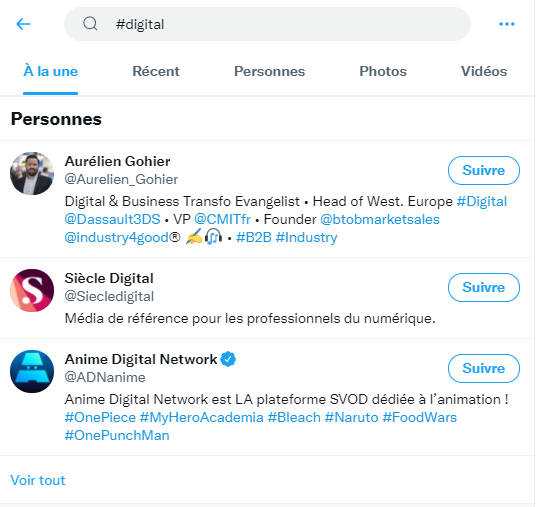 #digital
À la une Récent Personnes Photos Vidéos
Personnes
Aurélien Gohier
@Aurelien_Gohier
Suivre
Digital & Business Transfo Evangelist • Head of West. Europe #Digital
@Dassault3DS • VP @CMITfr • Founder @btobmarketsales
@industry4good® ✍🎧 • #B2B #Industry
Siècle Digital
@Siecledigital
Suivre
Média de référence pour les professionnels du numérique.
Anime Digital Network
@ADNanime
Suivre
Anime Digital Network est LA plateforme SVOD dédiée à l’animation !
#OnePiece #MyHeroAcademia #Bleach #Naruto #FoodWars
#OnePunchMan
Voir tout